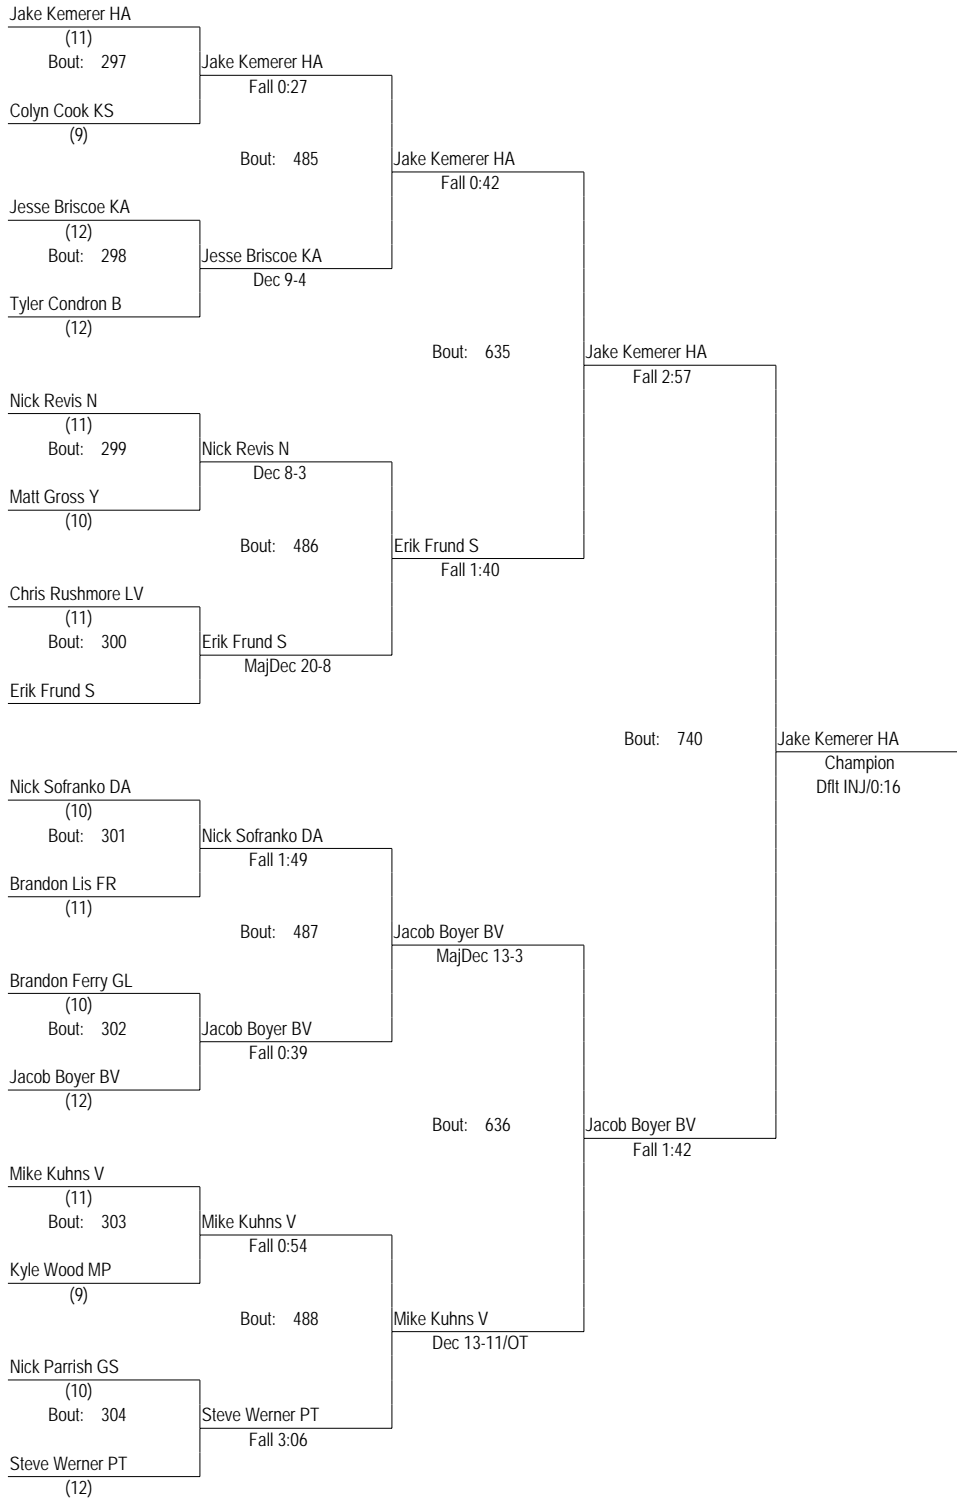 Jake Kemerer HA
(11)
Bout: 297
Jake Kemerer HA
Fall 0:27
Colyn Cook KS
(9)
Bout: 485
Jake Kemerer HA
Fall 0:42
Jesse Briscoe KA
(12)
Bout: 298
Jesse Briscoe KA
Dec 9-4
Tyler Condron B
(12)
Bout: 635
Jake Kemerer HA
Fall 2:57
Nick Revis N
(11)
Bout: 299
Nick Revis N
Dec 8-3
Matt Gross Y
(10)
Bout: 486
Erik Frund S
Fall 1:40
Chris Rushmore LV
(11)
Bout: 300
Erik Frund S
MajDec 20-8
Erik Frund S
Bout: 740
Jake Kemerer HA
Champion
Dflt INJ/0:16
Nick Sofranko DA
(10)
Bout: 301
Nick Sofranko DA
Fall 1:49
Brandon Lis FR
(11)
Bout: 487
Jacob Boyer BV
MajDec 13-3
Brandon Ferry GL
(10)
Bout: 302
Jacob Boyer BV
Fall 0:39
Jacob Boyer BV
(12)
Bout: 636
Jacob Boyer BV
Fall 1:42
Mike Kuhns V
(11)
Bout: 303
Mike Kuhns V
Fall 0:54
Kyle Wood MP
(9)
Bout: 488
Mike Kuhns V
Dec 13-11/OT
Nick Parrish GS
(10)
Bout: 304
Steve Werner PT
Fall 3:06
Steve Werner PT
(12)